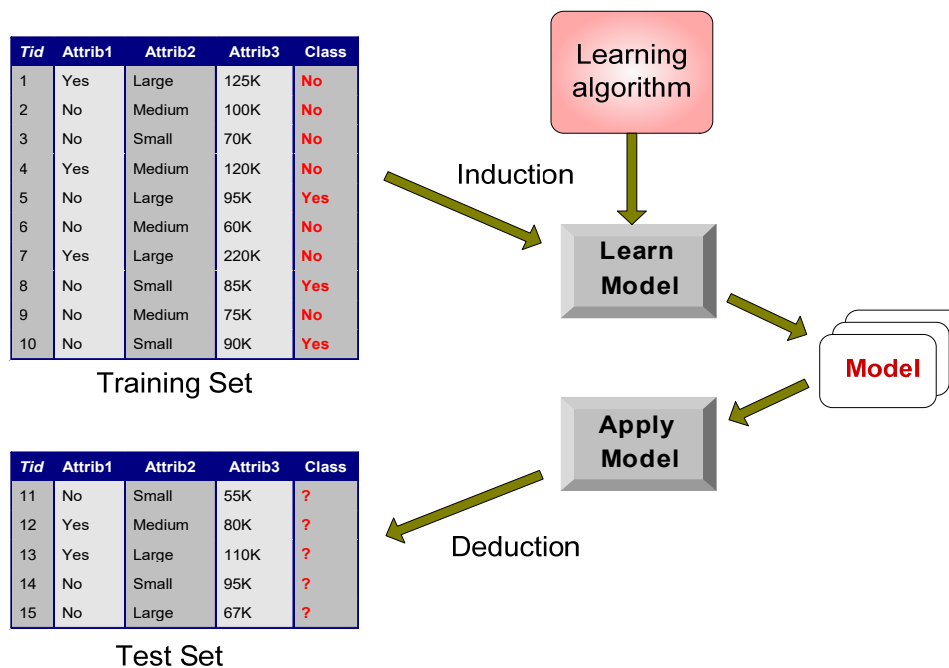 Tid Attrib1 Attrib2 Attrib3 Class
1 Yes Large 125K No
2 No Medium 100K No
3 No Small 70K No
4 Yes Medium 120K No
5 No Large 95K Yes
6 No Medium 60K No
7 Yes Large 220K No
8 No Small 85K Yes
9 No Medium 75K No
10 No Small 90K Yes
Training Set
Learning
algorithm
Induction
Learn
Model
Model
Apply
Model
Deduction
Tid Attrib1 Attrib2 Attrib3 Class
11 No Small 55K ?
12 Yes Medium 80K ?
13 Yes Large 110K ?
14 No Small 95K ?
15 No Large 67K ?
Test Set